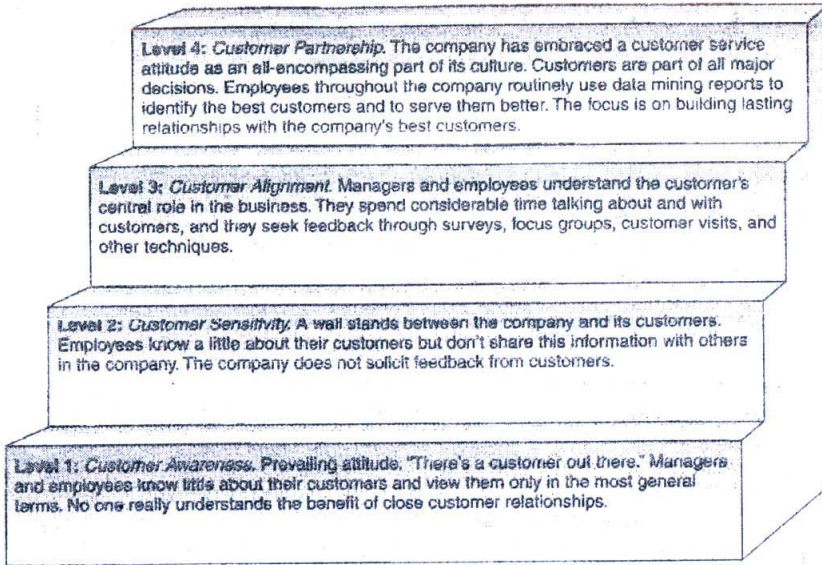 Level 4: Customer Partnership. The company has embraced a customer service
attitude as an all-encompassing part of its culture. Customers are part of all major
decisions. Employees throughout the company routinely use data mining reports to
identify the best customers and to serve them better. The focus is on building lasting
relationships with the company's best customers.
Level 3: Customer Alignment. Managers and employees understand the customer's
central role in the business. They spend considerable time talking about and with
customers, and they seek feedback through surveys, focus groups, customer visits, and
other techniques.
Level 2: Customer Sensitivity. A wall stands between the company and its customers.
Employees know a little about their customers but don't share this information with others
in the company. The company does not solicit feedback from customers.
Level 1: Customer Awareness. Prevailing attitude: "There's a customer out there." Managers
and employees know little about their customers and view them only in the most general
terms. No one really understands the benefit of close customer relationships.